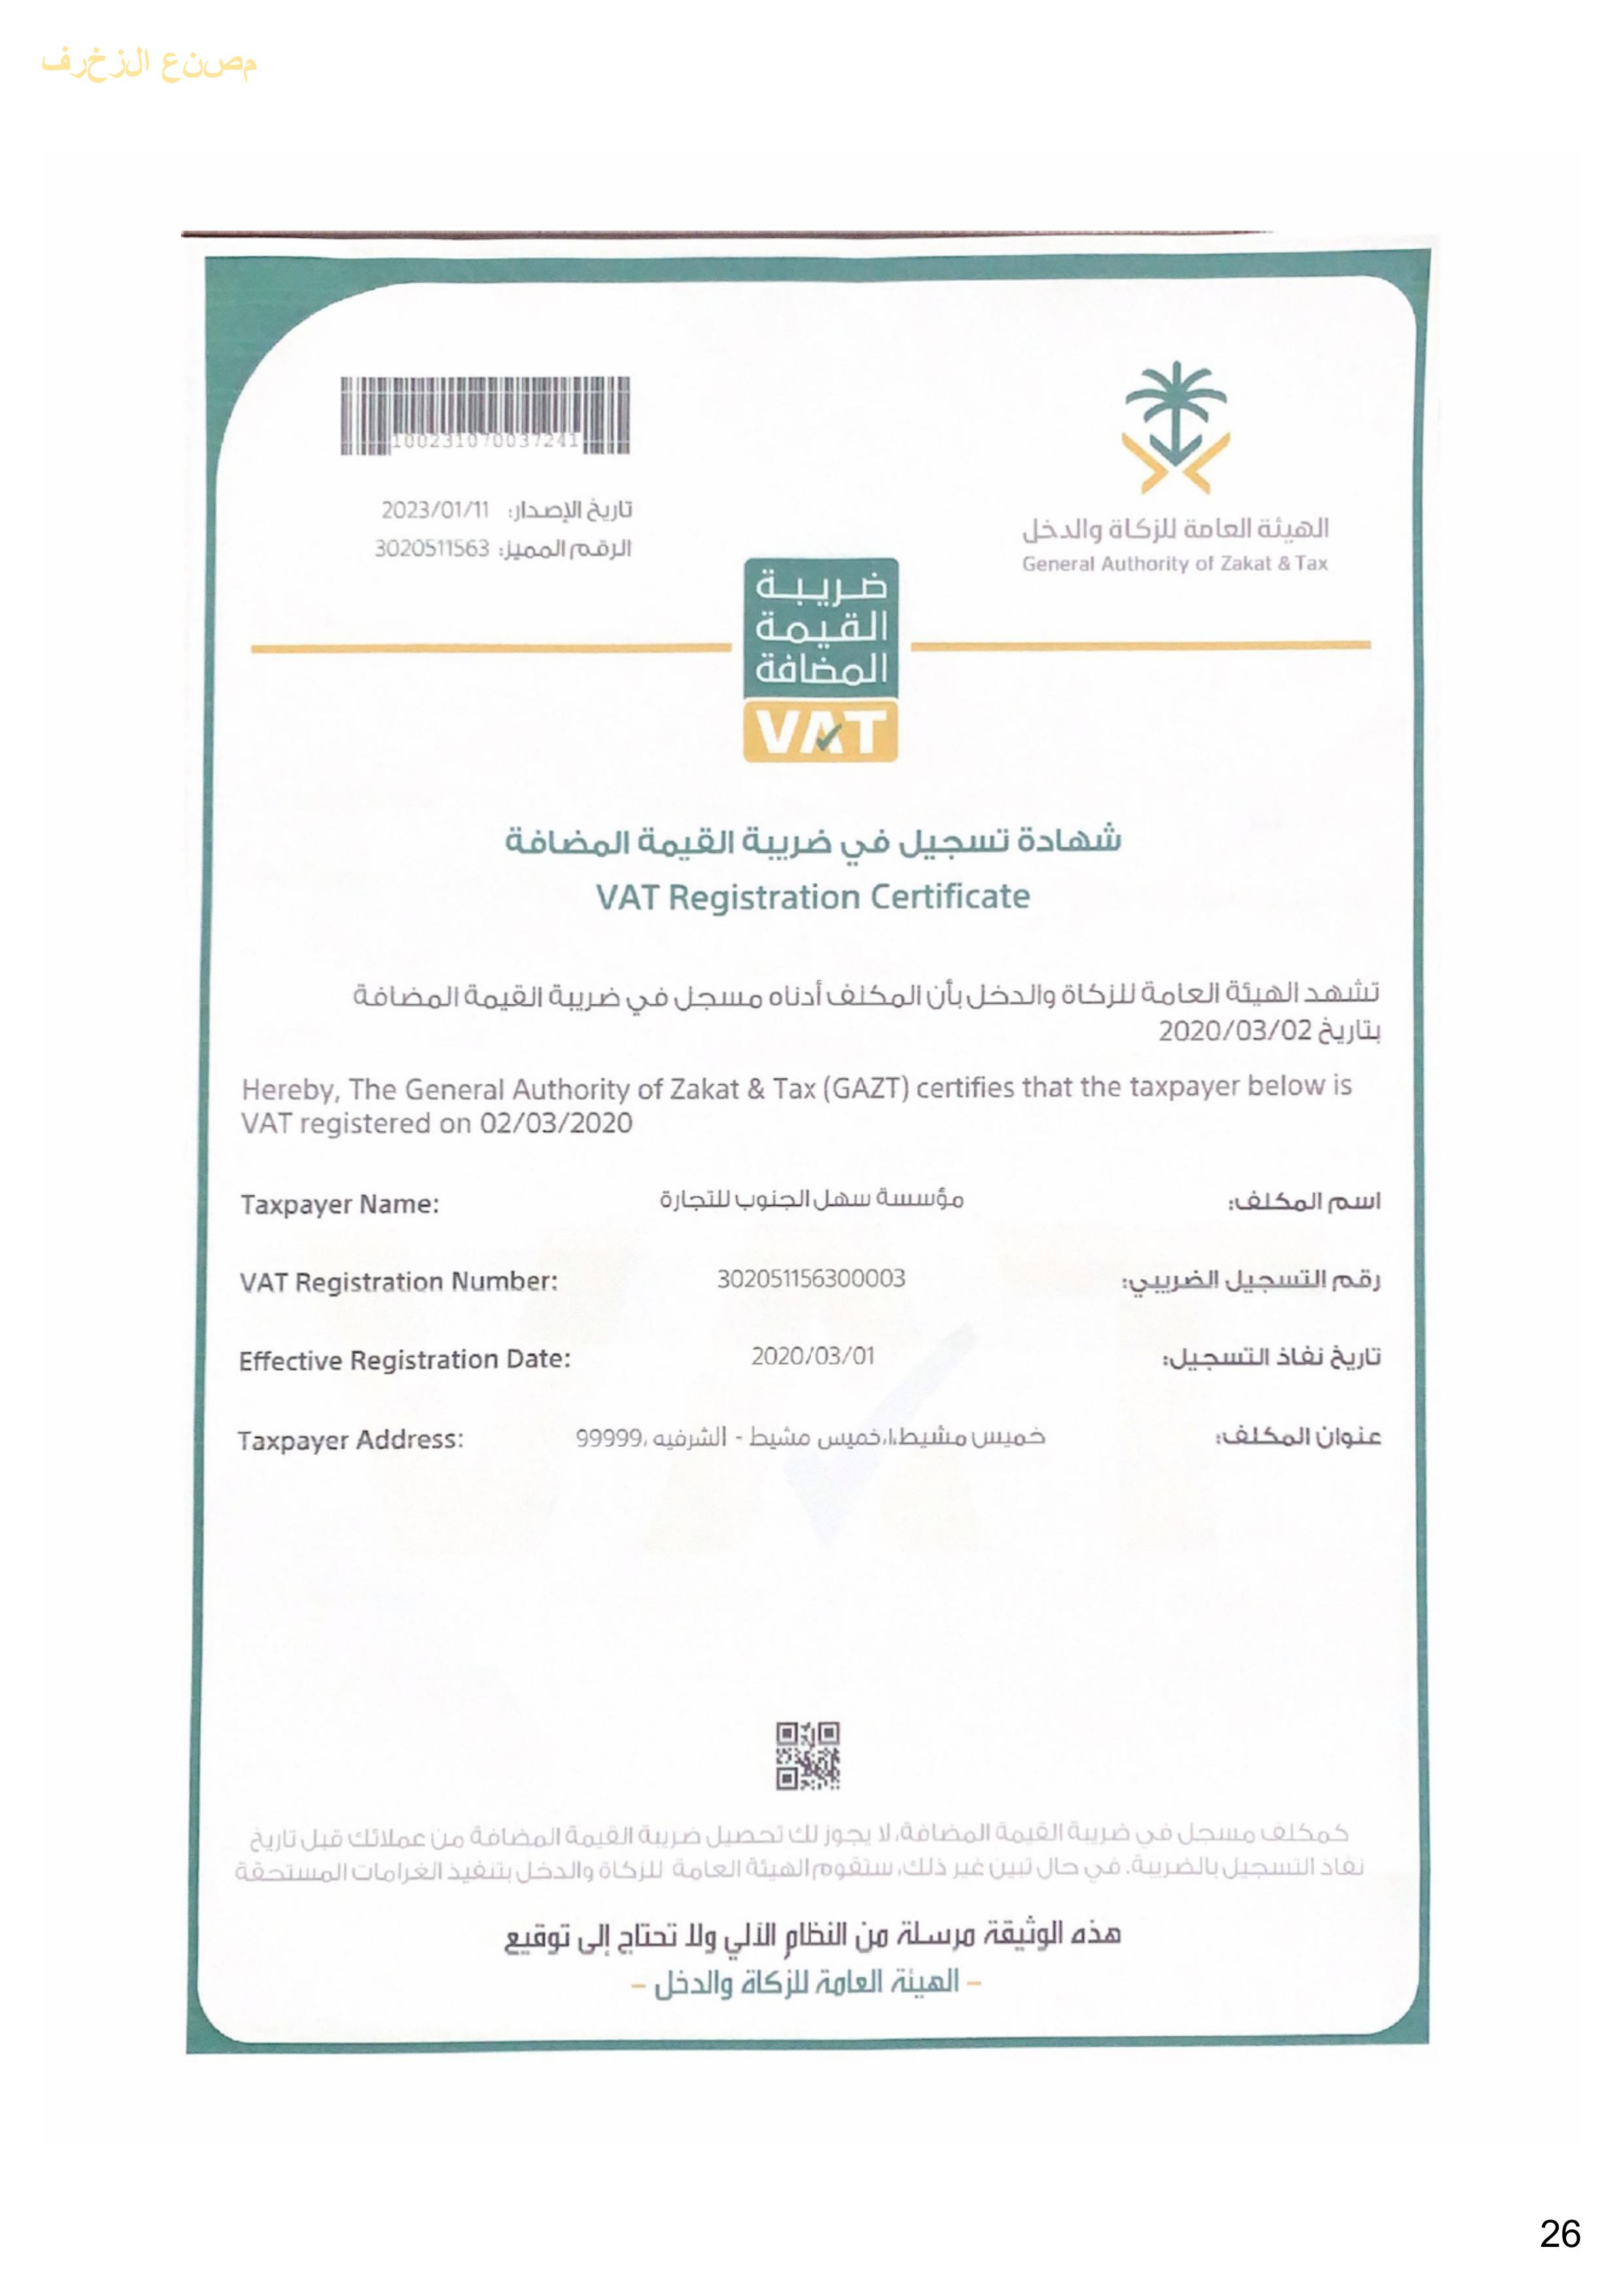 مصنع الزخرف
100231070037241
تاريخ الإصدار: 2023/01/11
الرقم المميز: 3020511563
الهيئة العامة للزكاة والدخل
General Authority of Zakat & Tax
ضريبة
القيمة
المضافة
VAT
شهادة تسجيل في ضريبة القيمة المضافة
VAT Registration Certificate
تشهد الهيئة العامة للزكاة والدخل بأن المكلف أدناه مسجل في ضريبة القيمة المضافة
بتاريخ 2020/03/02
Hereby, The General Authority of Zakat & Tax (GAZT) certifies that the taxpayer below is
VAT registered on 02/03/2020
Taxpayer Name: مؤسسة سهل الجنوب للتجارة اسم المكلف:
VAT Registration Number: 302051156300003 رقم التسجيل الضريبي:
Effective Registration Date: 2020/03/01 تاريخ نفاذ التسجيل:
Taxpayer Address: خميس مشيط،ا،خميس مشيط - الشرفيه ،99999 عنوان المكلف:
كمكلف مسجل في ضريبة القيمة المضافة، لا يجوز لك تحصيل ضريبة القيمة المضافة من عملائك قبل تاريخ
نفاذ التسجيل بالضريبة. في حال تبين غير ذلك، ستقوم الهيئة العامة للزكاة والدخل بتنفيذ الغرامات المستحقة
هذه الوثيقة مرسلة من النظام الآلي ولا تحتاج إلى توقيع
- الهيئة العامة للزكاة والدخل -
26